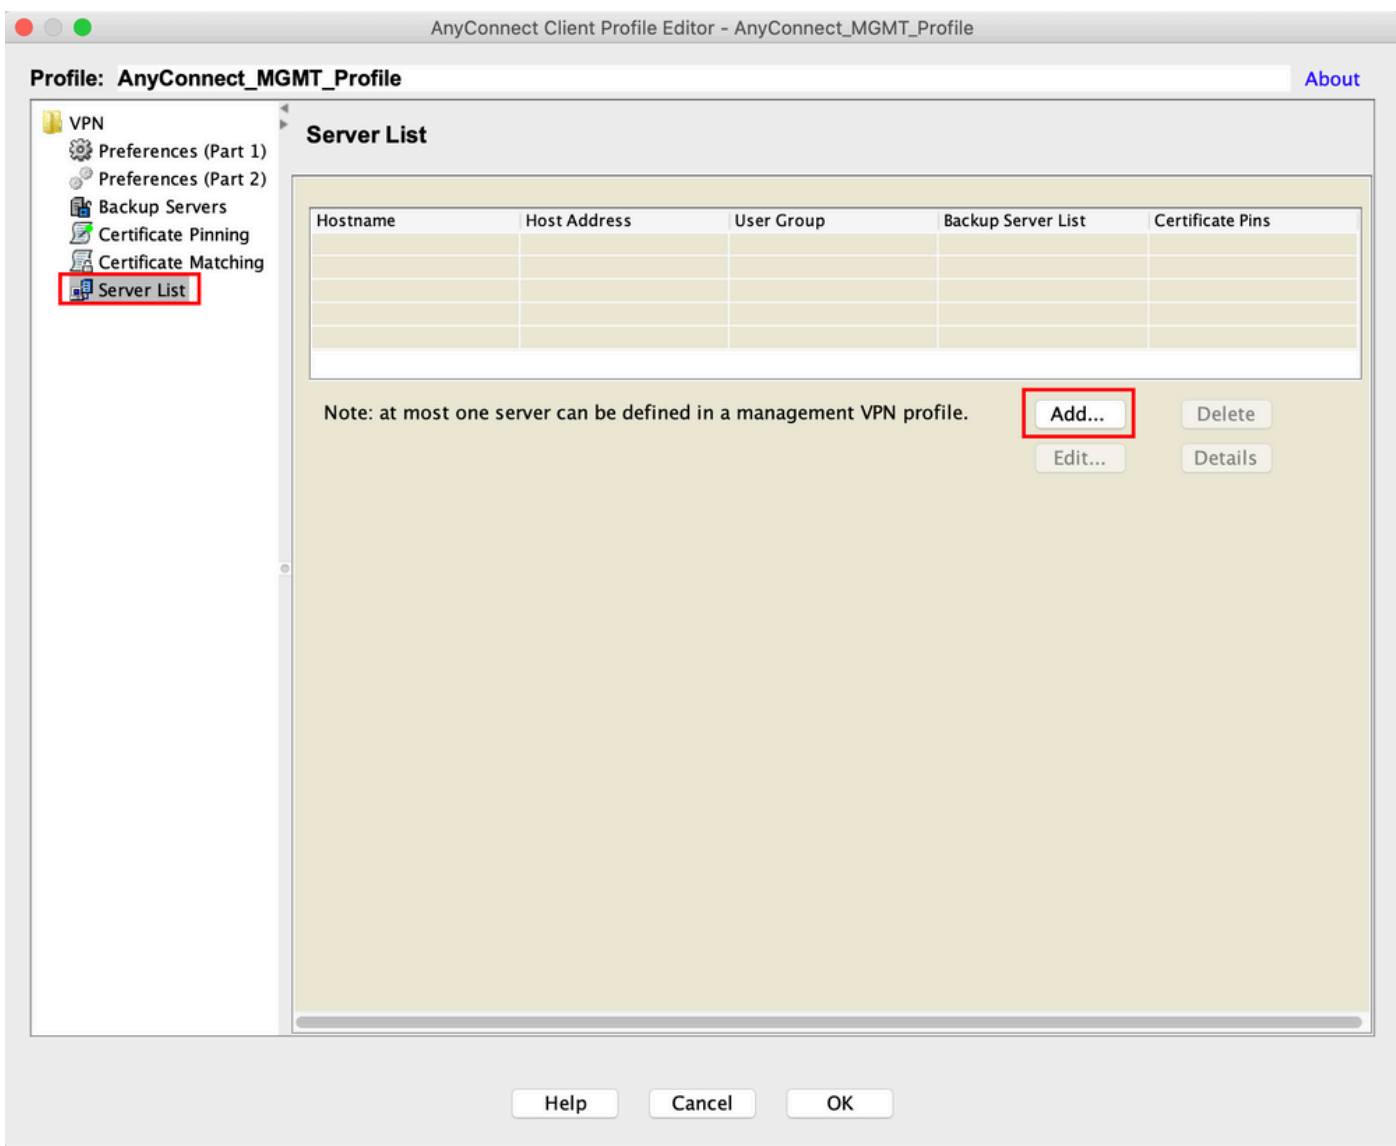 AnyConnect Client Profile Editor - AnyConnect_MGMT_Profile
Profile: AnyConnect_MGMT_Profile
About
VPN
Preferences (Part 1)
Preferences (Part 2)
Backup Servers
Certificate Pinning
Certificate Matching
Server List
Server List
Hostname Host Address User Group Backup Server List Certificate Pins
Note: at most one server can be defined in a management VPN profile.
Add... Delete
Edit... Details
Help Cancel OK